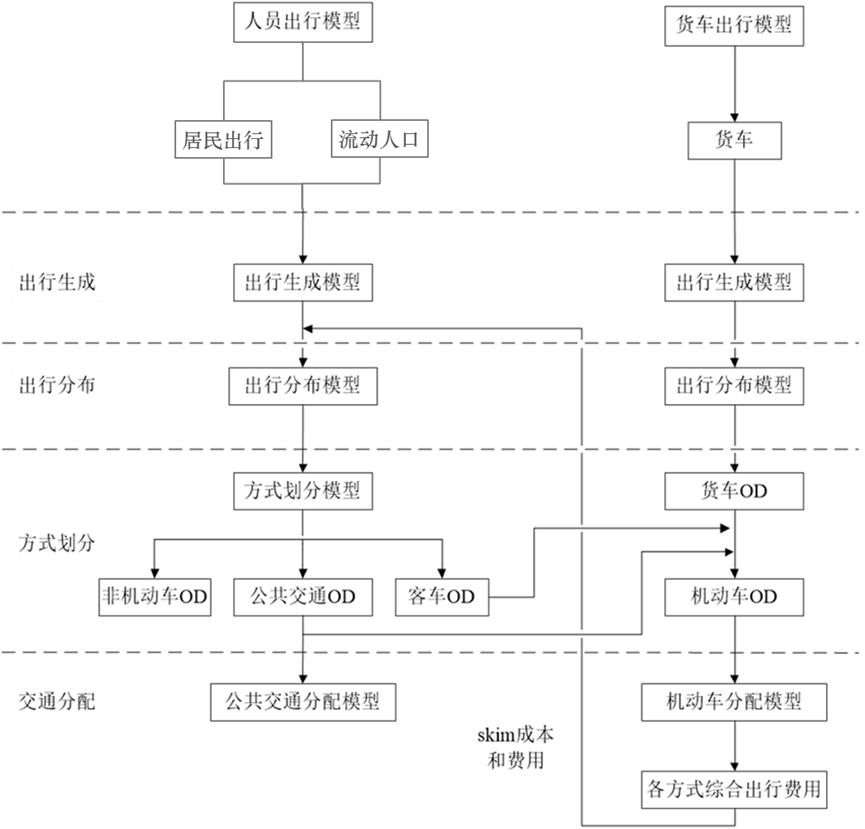 人员出行模型
货车出行模型
居民出行
流动人口
货车
出行生成
出行生成模型
出行生成模型
出行分布
出行分布模型
出行分布模型
方式划分模型
货车OD
方式划分
非机动车OD
公共交通OD
客车OD
机动车OD
交通分配
公共交通分配模型
机动车分配模型
skim成本
和费用
各方式综合出行费用